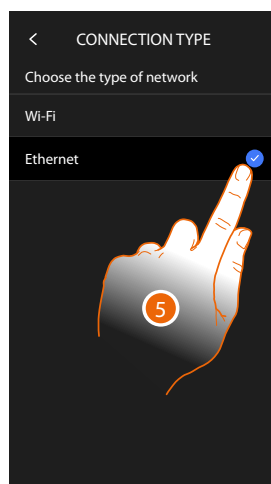 CONNECTION TYPE
Choose the type of network
Wi-Fi
Ethernet
5